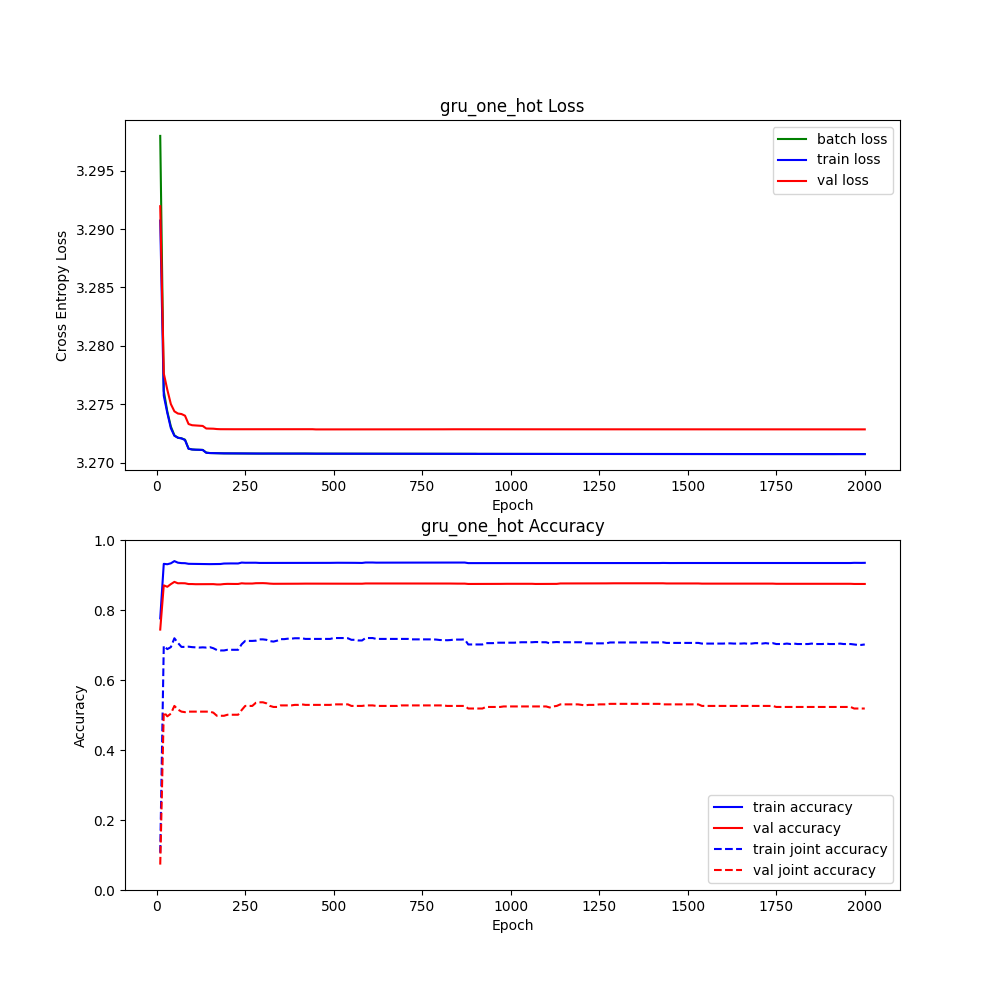 gru_one_hot Loss
batch loss
train loss
val loss
3.295
3.290
3.285
3.280
3.275
3.270
Cross Entropy Loss
0 250 500 750 1000 1250 1500 1750 2000
Epoch
gru_one_hot Accuracy
1.0
0.8
0.6
0.4
0.2
0.0
Accuracy
train accuracy
val accuracy
train joint accuracy
val joint accuracy
0 250 500 750 1000 1250 1500 1750 2000
Epoch